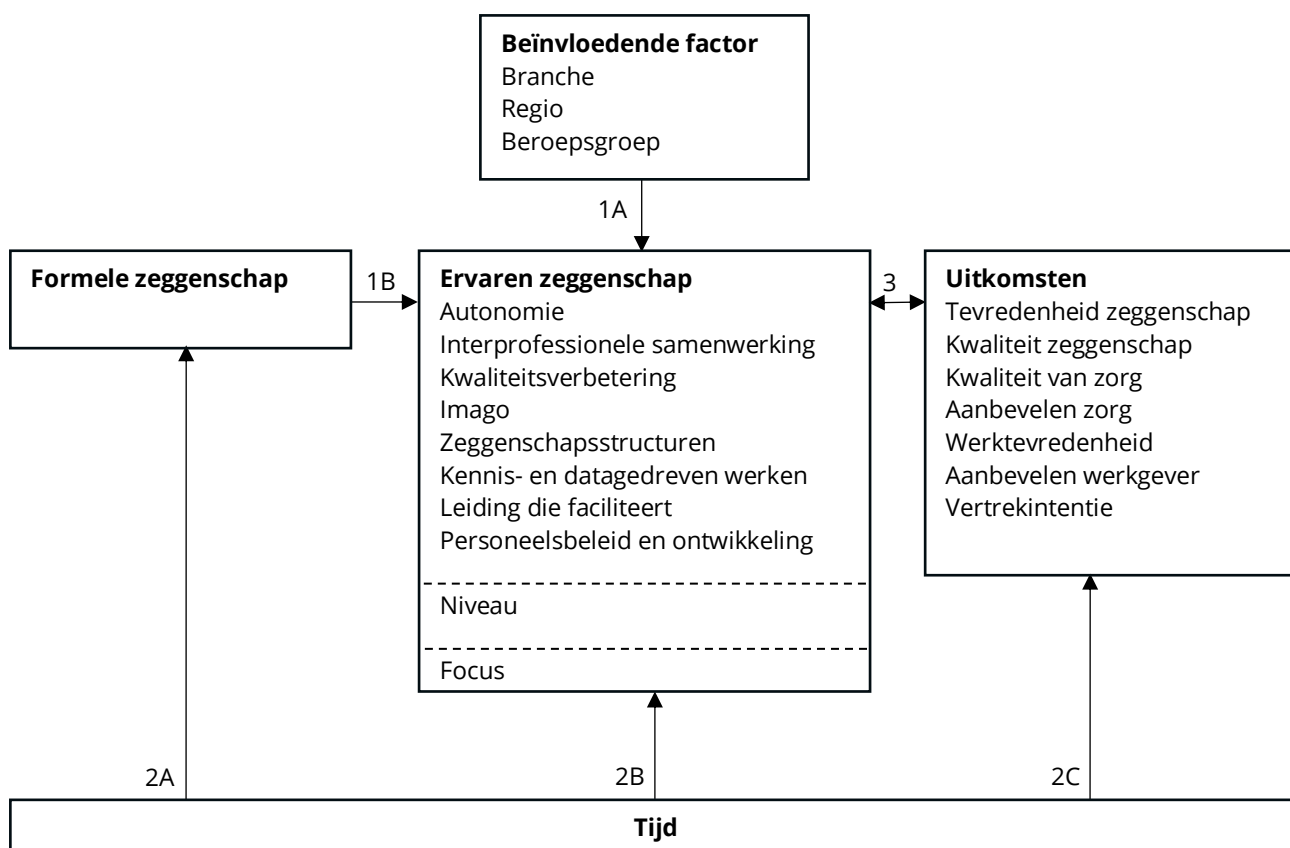 Beïnvloedende factor
Branche
Regio
Beroepsgroep
1A
Formele zeggenschap
1B
Ervaren zeggenschap
Autonomie
Interprofessionele samenwerking
Kwaliteitsverbetering
Imago
Zeggenschapsstructuren
Kennis- en datagedreven werken
Leiding die faciliteert
Personeelsbeleid en ontwikkeling
Niveau
Focus
3
Uitkomsten
Tevredenheid zeggenschap
Kwaliteit zeggenschap
Kwaliteit van zorg
Aanbevelen zorg
Werktevredenheid
Aanbevelen werkgever
Vertrekintentie
2A
2B
2C
Tijd